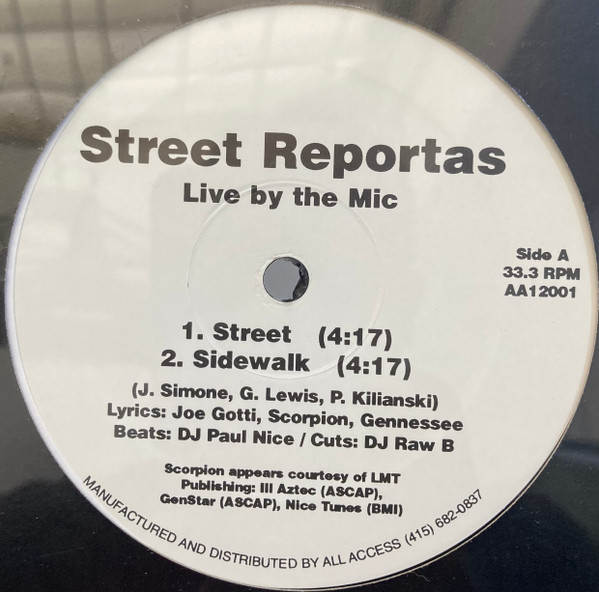 Street Reportas
Live by the Mic
Side A
33.3 RPM
AA12001
1. Street (4:17)
2. Sidewalk (4:17)
(J. Simone, G. Lewis, P. Kilianski)
Lyrics: Joe Gotti, Scorpion, Gennessee
Beats: DJ Paul Nice / Cuts: DJ Raw B
Scorpion appears courtesy of LMT
Publishing: Ill Aztec (ASCAP),
GenStar (ASCAP), Nice Tunes (BMI)
MANUFACTURED AND DISTRIBUTED BY ALL ACCESS (415) 682-0837